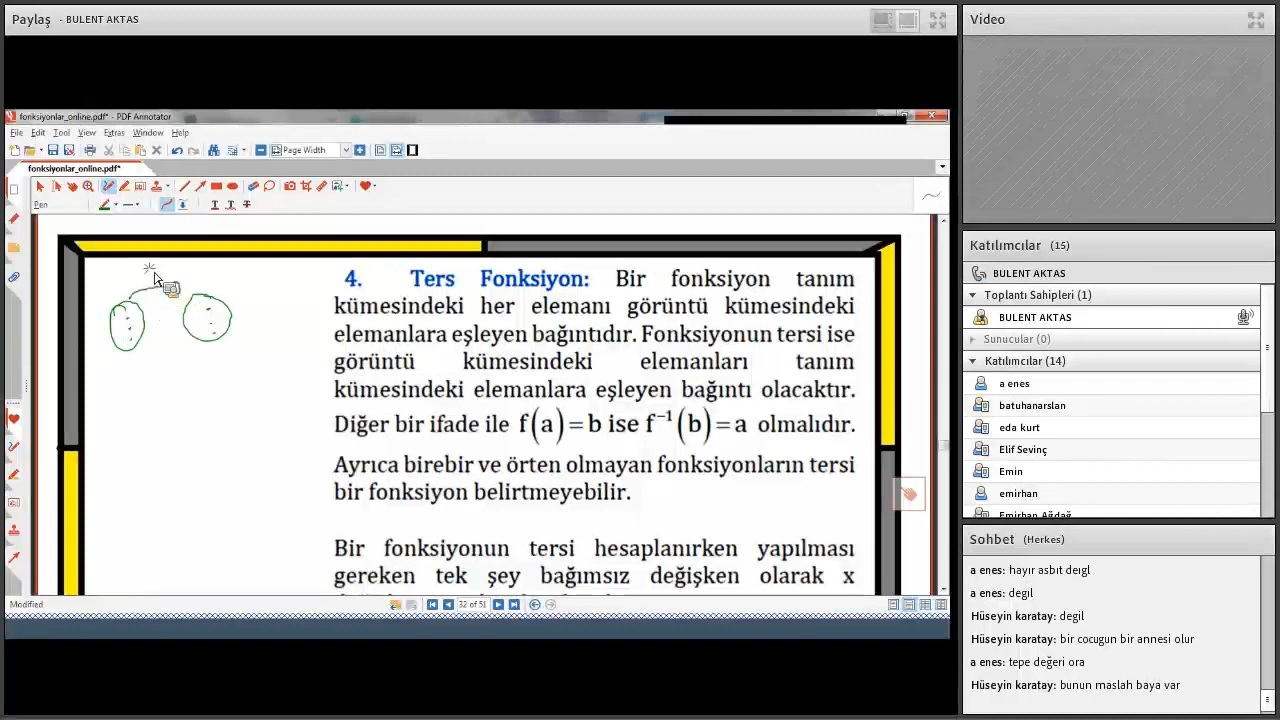 Paylaş - BULENT AKTAS
fonksiyonlar_online.pdf* - PDF Annotator
File Edit Tool View Extras Window Help
Page Width
fonksiyonlar_online.pdf*
Pen
4. Ters Fonksiyon: Bir fonksiyon tanım
kümesindeki her elemanı görüntü kümesindeki
elemanlara eşleyen bağıntıdır. Fonksiyonun tersi ise
görüntü kümesindeki elemanları tanım
kümesindeki elemanlara eşleyen bağıntı olacaktır.
Diğer bir ifade ile f(a)=b ise f⁻¹(b)=a olmalıdır.
Ayrıca birebir ve örten olmayan fonksiyonların tersi
bir fonksiyon belirtmeyebilir.
Bir fonksiyonun tersi hesaplanırken yapılması
gereken tek şey bağımsız değişken olarak x
Modified
32 of 51
Video
Katılımcılar (15)
BULENT AKTAS
Toplantı Sahipleri (1)
BULENT AKTAS
Sunucular (0)
Katılımcılar (14)
a enes
batuhanarslan
eda kurt
Elif Sevinç
Emin
emirhan
Emirhan Ağdağ
Sohbet (Herkes)
a enes: hayır asbıt deıgl
a enes: degıl
Hüseyin karatay: degil
Hüseyin karatay: bir cocugun bir annesi olur
a enes: tepe değeri ora
Hüseyin karatay: bunun maslah baya var